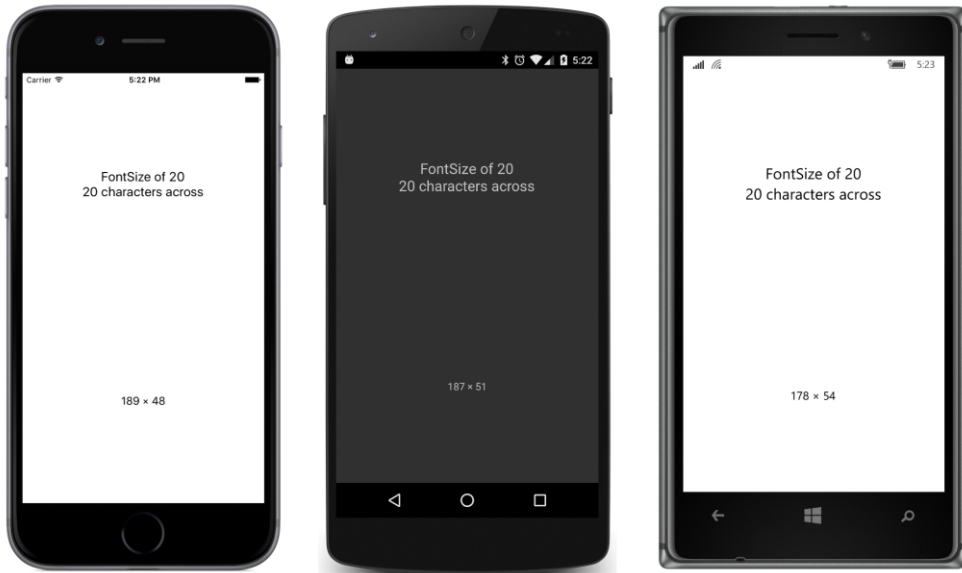 Carrier 5:22 PM
FontSize of 20
20 characters across
189 × 48
5:22
FontSize of 20
20 characters across
187 × 51
5:23
FontSize of 20
20 characters across
178 × 54